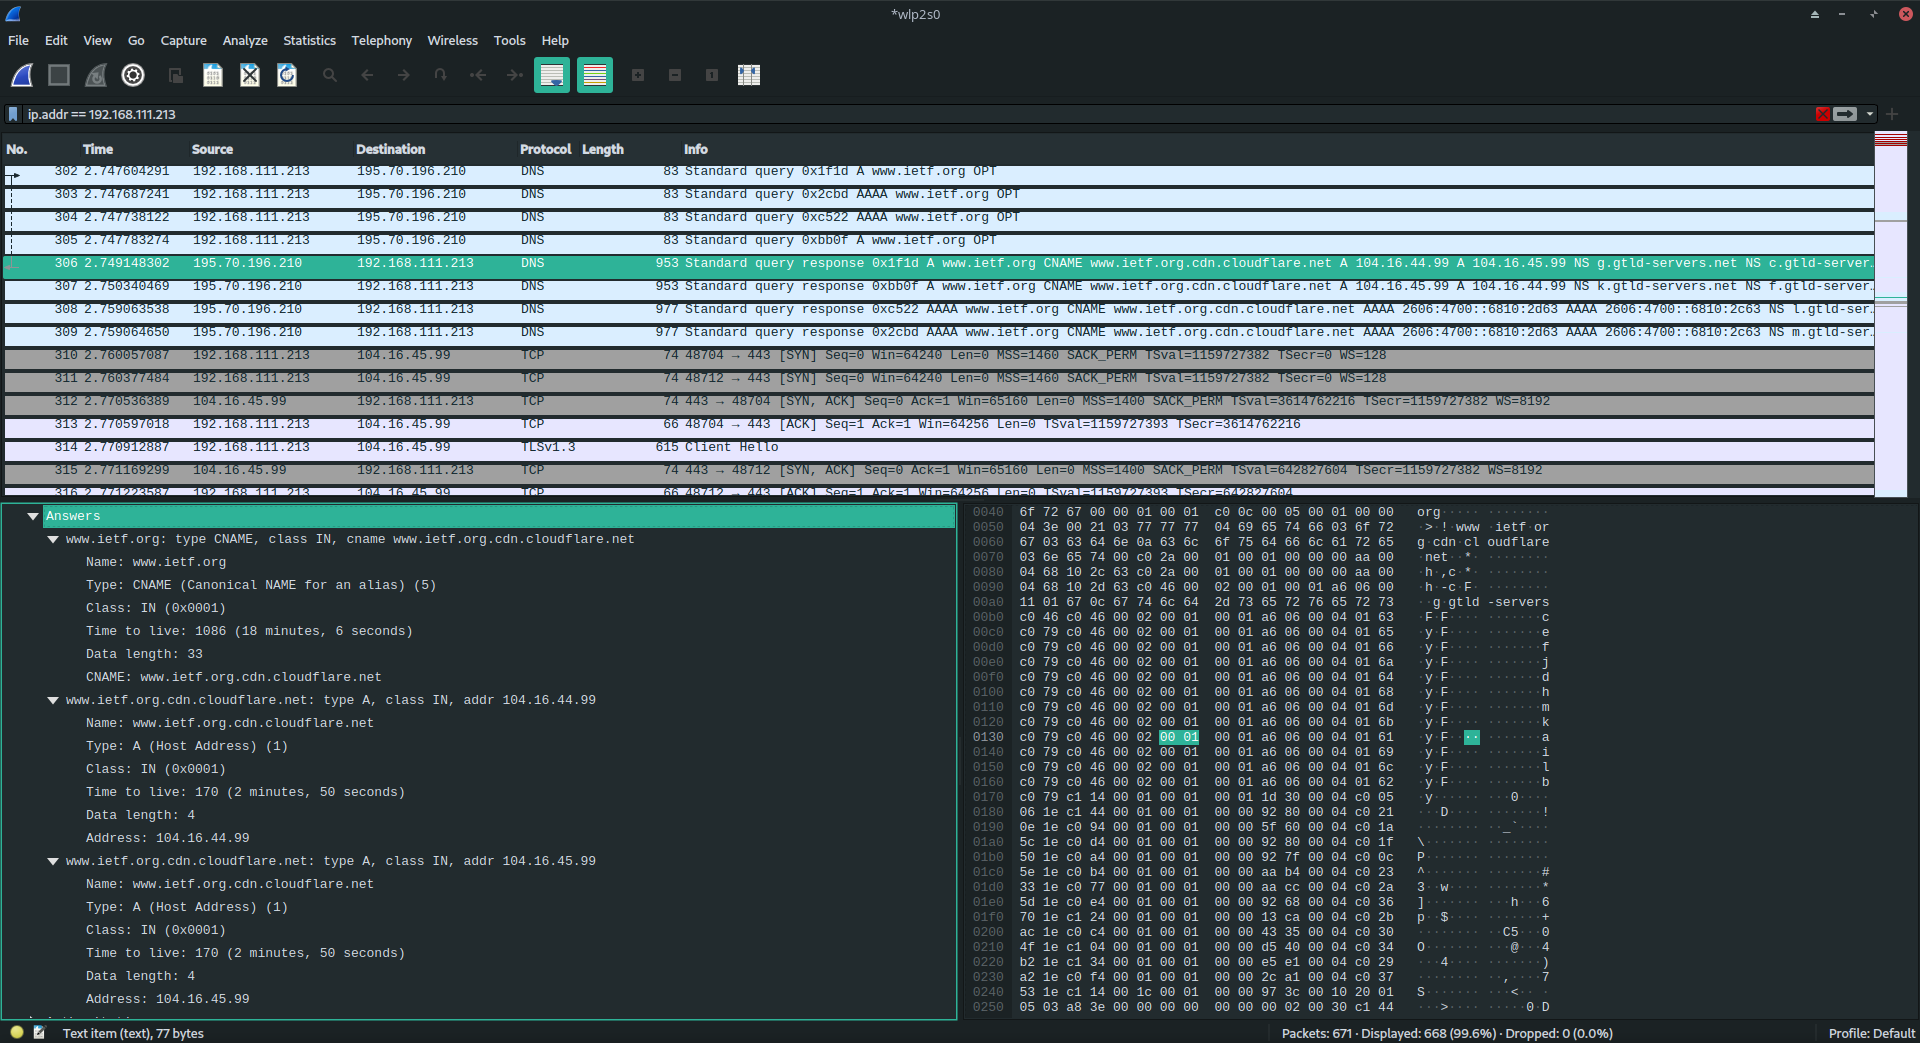 *wlp2s0
File Edit View Go Capture Analyze Statistics Telephony Wireless Tools Help
ip.addr == 192.168.111.213
No. Time Source Destination Protocol Length Info
302 2.747604291 192.168.111.213 195.70.196.210 DNS 83 Standard query 0x1f1d A www.ietf.org OPT
303 2.747687241 192.168.111.213 195.70.196.210 DNS 83 Standard query 0x2cbd AAAA www.ietf.org OPT
304 2.747738122 192.168.111.213 195.70.196.210 DNS 83 Standard query 0xc522 AAAA www.ietf.org OPT
305 2.747783274 192.168.111.213 195.70.196.210 DNS 83 Standard query 0xbb0f A www.ietf.org OPT
306 2.749148302 195.70.196.210 192.168.111.213 DNS 953 Standard query response 0x1f1d A www.ietf.org CNAME www.ietf.org.cdn.cloudflare.net A 104.16.44.99 A 104.16.45.99 NS g.gtld-servers.net NS c.gtld-server…
307 2.750340469 195.70.196.210 192.168.111.213 DNS 953 Standard query response 0xbb0f A www.ietf.org CNAME www.ietf.org.cdn.cloudflare.net A 104.16.45.99 A 104.16.44.99 NS k.gtld-servers.net NS f.gtld-server…
308 2.759063538 195.70.196.210 192.168.111.213 DNS 977 Standard query response 0xc522 AAAA www.ietf.org CNAME www.ietf.org.cdn.cloudflare.net AAAA 2606:4700::6810:2d63 AAAA 2606:4700::6810:2c63 NS l.gtld-ser…
309 2.759064650 195.70.196.210 192.168.111.213 DNS 977 Standard query response 0x2cbd AAAA www.ietf.org CNAME www.ietf.org.cdn.cloudflare.net AAAA 2606:4700::6810:2d63 AAAA 2606:4700::6810:2c63 NS m.gtld-ser…
310 2.760057087 192.168.111.213 104.16.45.99 TCP 74 48704 → 443 [SYN] Seq=0 Win=64240 Len=0 MSS=1460 SACK_PERM TSval=1159727382 TSecr=0 WS=128
311 2.760377484 192.168.111.213 104.16.45.99 TCP 74 48712 → 443 [SYN] Seq=0 Win=64240 Len=0 MSS=1460 SACK_PERM TSval=1159727382 TSecr=0 WS=128
312 2.770536389 104.16.45.99 192.168.111.213 TCP 74 443 → 48704 [SYN, ACK] Seq=0 Ack=1 Win=65160 Len=0 MSS=1400 SACK_PERM TSval=3614762216 TSecr=1159727382 WS=8192
313 2.770597018 192.168.111.213 104.16.45.99 TCP 66 48704 → 443 [ACK] Seq=1 Ack=1 Win=64256 Len=0 TSval=1159727393 TSecr=3614762216
314 2.770912887 192.168.111.213 104.16.45.99 TLSv1.3 615 Client Hello
315 2.771169299 104.16.45.99 192.168.111.213 TCP 74 443 → 48712 [SYN, ACK] Seq=0 Ack=1 Win=65160 Len=0 MSS=1400 SACK_PERM TSval=642827604 TSecr=1159727382 WS=8192
316 2.771223587 192.168.111.213 104.16.45.99 TCP 66 48712 → 443 [ACK] Seq=1 Ack=1 Win=64256 Len=0 TSval=1159727393 TSecr=642827604
Answers
www.ietf.org: type CNAME, class IN, cname www.ietf.org.cdn.cloudflare.net
Name: www.ietf.org
Type: CNAME (Canonical NAME for an alias) (5)
Class: IN (0x0001)
Time to live: 1086 (18 minutes, 6 seconds)
Data length: 33
CNAME: www.ietf.org.cdn.cloudflare.net
www.ietf.org.cdn.cloudflare.net: type A, class IN, addr 104.16.44.99
Name: www.ietf.org.cdn.cloudflare.net
Type: A (Host Address) (1)
Class: IN (0x0001)
Time to live: 170 (2 minutes, 50 seconds)
Data length: 4
Address: 104.16.44.99
www.ietf.org.cdn.cloudflare.net: type A, class IN, addr 104.16.45.99
Name: www.ietf.org.cdn.cloudflare.net
Type: A (Host Address) (1)
Class: IN (0x0001)
Time to live: 170 (2 minutes, 50 seconds)
Data length: 4
Address: 104.16.45.99
0040 6f 72 67 00 00 01 00 01 c0 0c 00 05 00 01 00 00 org·············
0050 04 3e 00 21 03 77 77 77 04 69 65 74 66 03 6f 72 ·>·!·www·ietf·or
0060 67 03 63 64 6e 0a 63 6c 6f 75 64 66 6c 61 72 65 g·cdn·cloudflare
0070 03 6e 65 74 00 c0 2a 00 01 00 01 00 00 00 aa 00 ·net··*·········
0080 04 68 10 2c 63 c0 2a 00 01 00 01 00 00 00 aa 00 ·h·,c·*·········
0090 04 68 10 2d 63 c0 46 00 02 00 01 00 01 a6 06 00 ·h·-c·F·········
00a0 11 01 67 0c 67 74 6c 64 2d 73 65 72 76 65 72 73 ··g·gtld-servers
00b0 c0 46 c0 46 00 02 00 01 00 01 a6 06 00 04 01 63 ·F·F···········c
00c0 c0 79 c0 46 00 02 00 01 00 01 a6 06 00 04 01 65 ·y·F···········e
00d0 c0 79 c0 46 00 02 00 01 00 01 a6 06 00 04 01 66 ·y·F···········f
00e0 c0 79 c0 46 00 02 00 01 00 01 a6 06 00 04 01 6a ·y·F···········j
00f0 c0 79 c0 46 00 02 00 01 00 01 a6 06 00 04 01 64 ·y·F···········d
0100 c0 79 c0 46 00 02 00 01 00 01 a6 06 00 04 01 68 ·y·F···········h
0110 c0 79 c0 46 00 02 00 01 00 01 a6 06 00 04 01 6d ·y·F···········m
0120 c0 79 c0 46 00 02 00 01 00 01 a6 06 00 04 01 6b ·y·F···········k
0130 c0 79 c0 46 00 02 00 01 00 01 a6 06 00 04 01 61 ·y·F···········a
0140 c0 79 c0 46 00 02 00 01 00 01 a6 06 00 04 01 69 ·y·F···········i
0150 c0 79 c0 46 00 02 00 01 00 01 a6 06 00 04 01 6c ·y·F···········l
0160 c0 79 c0 46 00 02 00 01 00 01 a6 06 00 04 01 62 ·y·F···········b
0170 c0 79 c1 14 00 01 00 01 00 01 1d 30 00 04 c0 05 ·y·········0····
0180 06 1e c1 44 00 01 00 01 00 00 92 80 00 04 c0 21 ···D···········!
0190 0e 1e c0 94 00 01 00 01 00 00 5f 60 00 04 c0 1a ··········_`····
01a0 5c 1e c0 d4 00 01 00 01 00 00 92 80 00 04 c0 1f \···············
01b0 50 1e c0 a4 00 01 00 01 00 00 92 7f 00 04 c0 0c P···············
01c0 5e 1e c0 b4 00 01 00 01 00 00 aa b4 00 04 c0 23 ^··············#
01d0 33 1e c0 77 00 01 00 01 00 00 aa cc 00 04 c0 2a 3··w···········*
01e0 5d 1e c0 e4 00 01 00 01 00 00 92 68 00 04 c0 36 ]··········h···6
01f0 70 1e c1 24 00 01 00 01 00 00 13 ca 00 04 c0 2b p··$···········+
0200 ac 1e c0 c4 00 01 00 01 00 00 43 35 00 04 c0 30 ··········C5···0
0210 4f 1e c1 04 00 01 00 01 00 00 d5 40 00 04 c0 34 O··········@···4
0220 b2 1e c1 34 00 01 00 01 00 00 e5 e1 00 04 c0 29 ···4···········)
0230 a2 1e c0 f4 00 01 00 01 00 00 2c a1 00 04 c0 37 ··········,····7
0240 53 1e c1 14 00 1c 00 01 00 00 97 3c 00 10 20 01 S··········<·· ·
0250 05 03 a8 3e 00 00 00 00 00 00 00 02 00 30 c1 44 ···>·········0·D
Text item (text), 77 bytes
Packets: 671 · Displayed: 668 (99.6%) · Dropped: 0 (0.0%)
Profile: Default